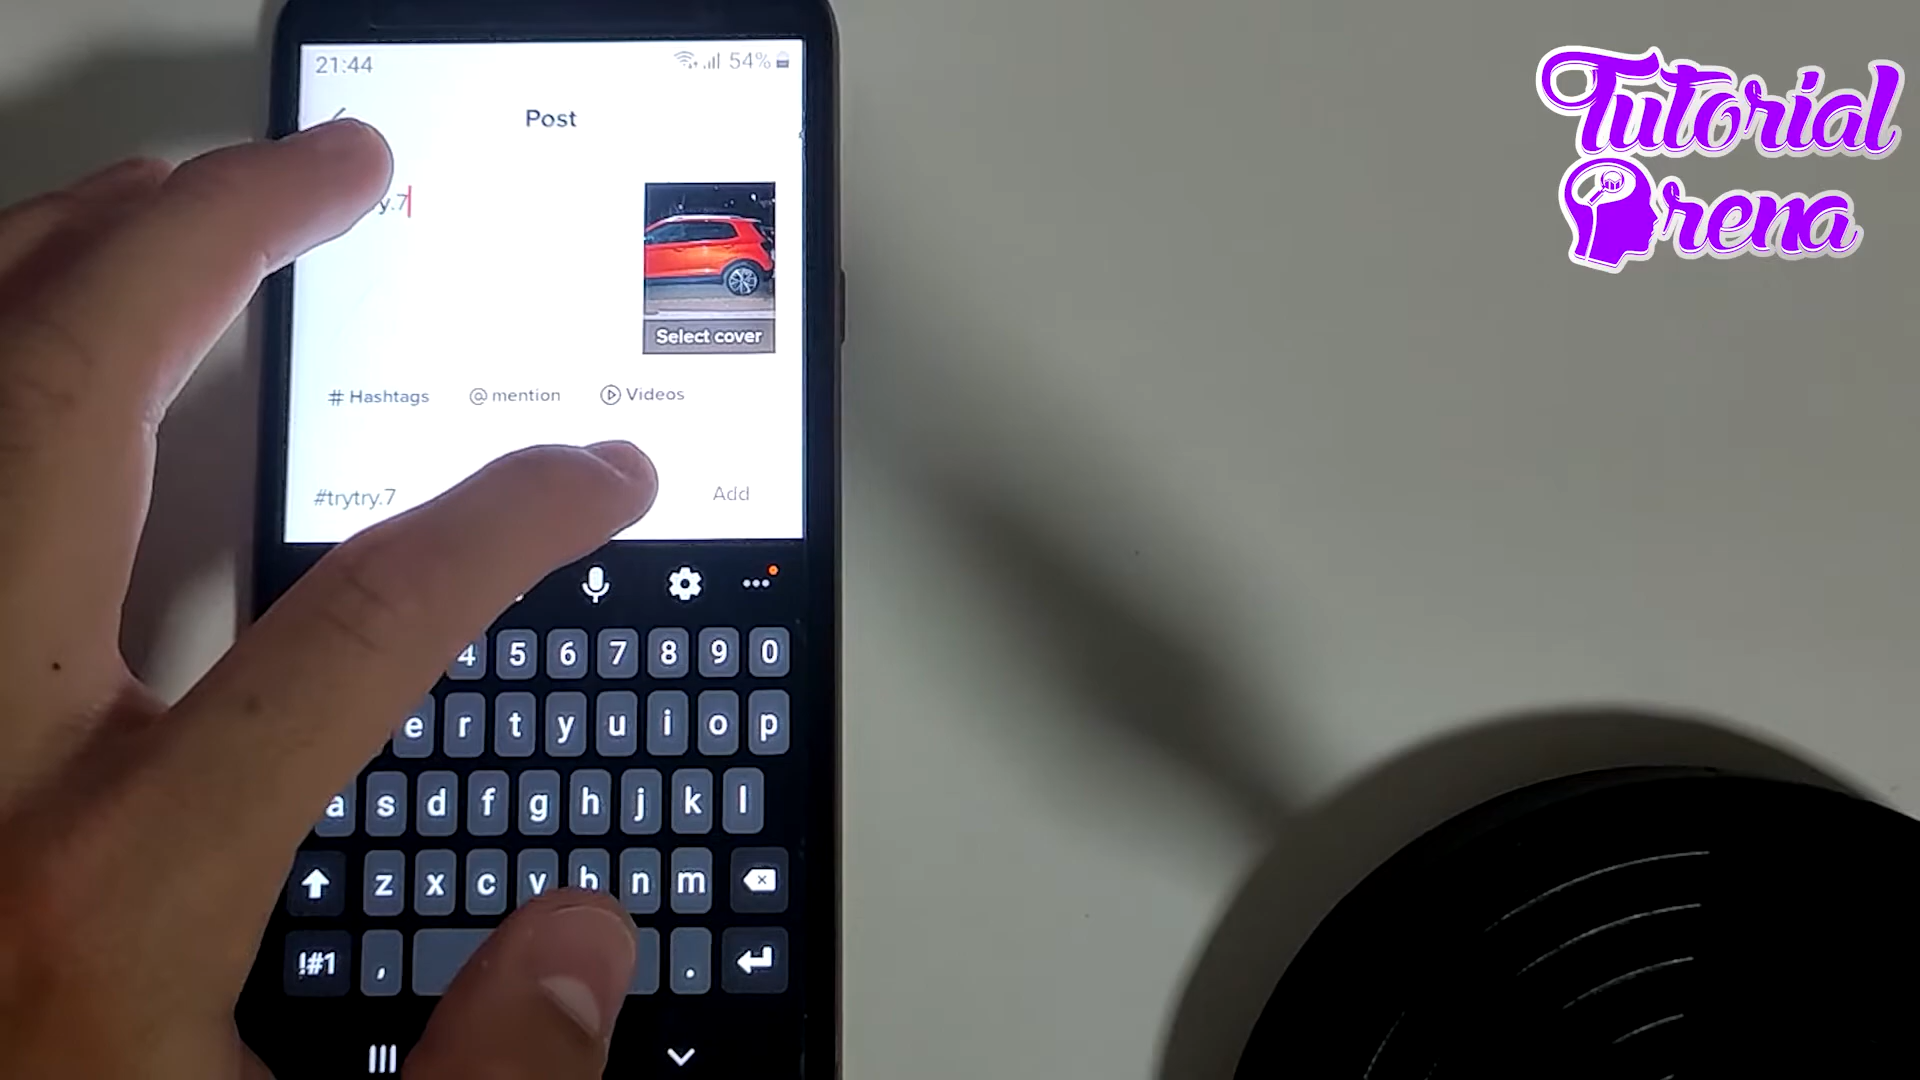 21:44 54%
Post
y.7
Select cover
# Hashtags @ mention Videos
#trytry.7 Add
4 5 6 7 8 9 0
e r t y u i o p
a s d f g h j k l
z x c v b n m
!#1 , .
Tutorial
Arena